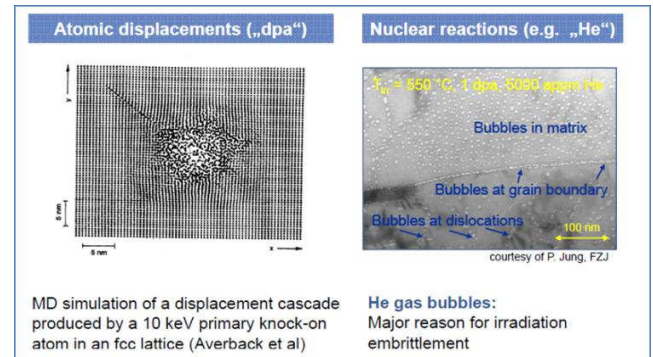 Atomic displacements („dpa“)
Nuclear reactions (e.g. „He“)
y
5 nm
5 nm
x
T = 550 °C, 1 dpa, 5000 appm He
Bubbles in matrix
Bubbles at grain boundary
Bubbles at dislocations
100 nm
courtesy of P. Jung, FZJ
MD simulation of a displacement cascade
produced by a 10 keV primary knock-on
atom in an fcc lattice (Averback et al)
He gas bubbles:
Major reason for irradiation
embrittlement